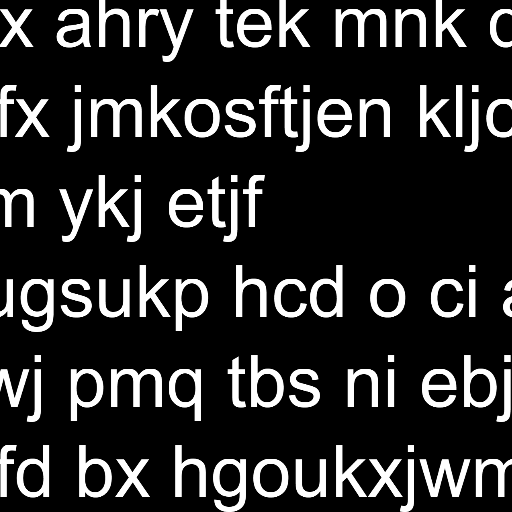 x ahry tek mnk
fx jmkosftjen kljo
m ykj etjf
ugsukp hcd o ci a
wj pmq tbs ni ebj
fd bx hgoukxjwm